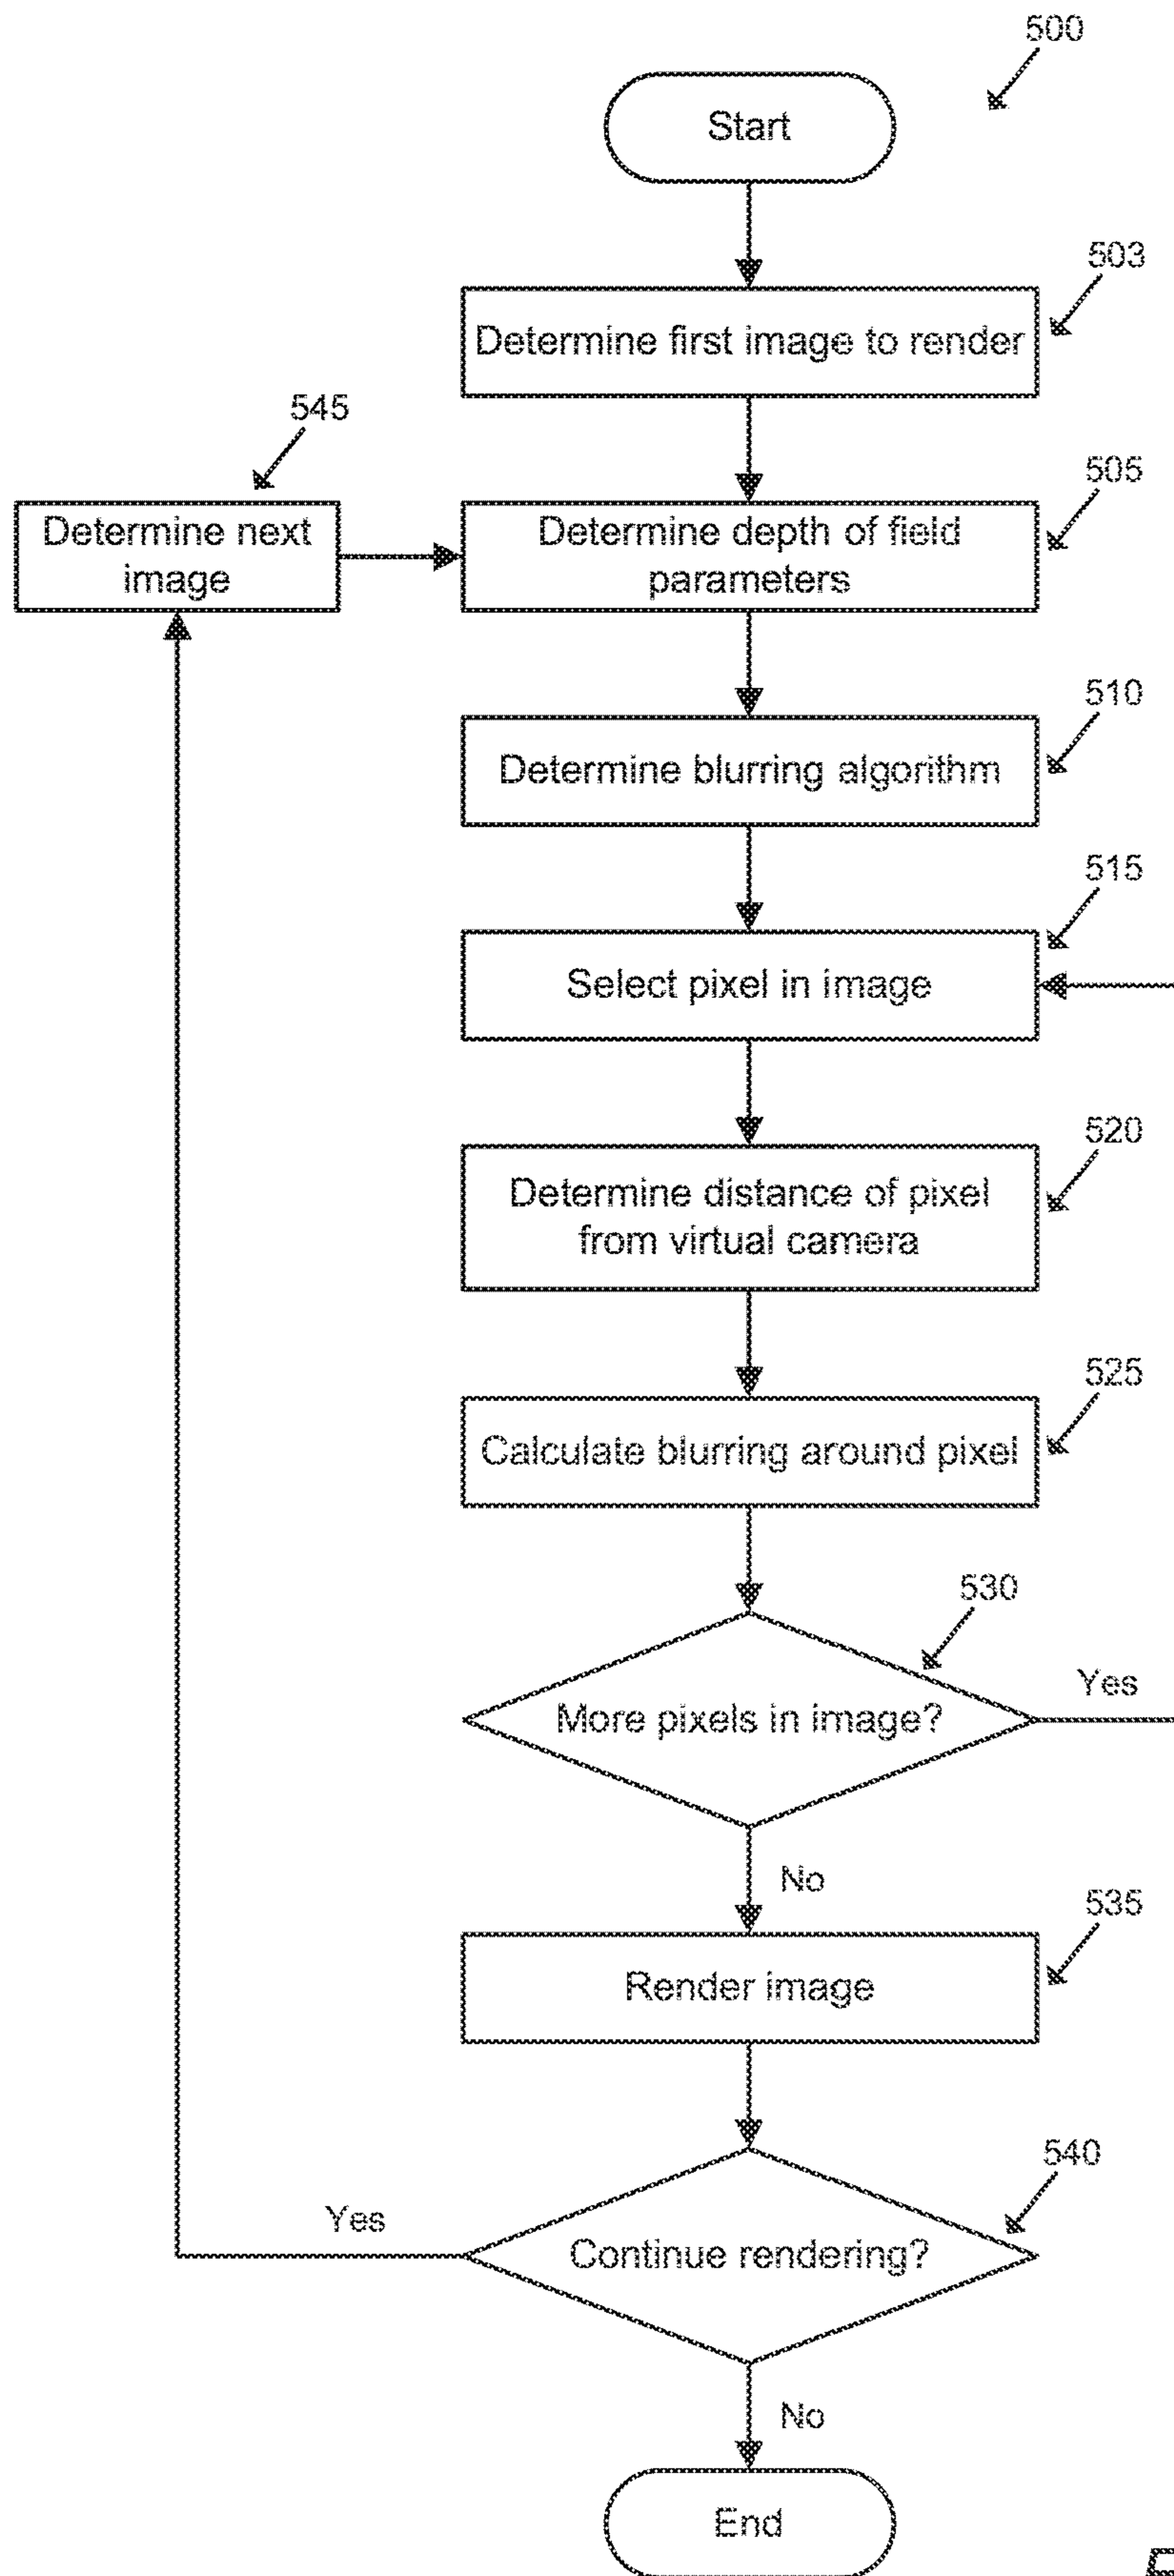 500
Start
503
Determine first image to render
545
505
Determine next
image
Determine depth of field
parameters
510
Determine blurring algorithm
515
Select pixel in image
520
Determine distance of pixel
from virtual camera
525
Calculate blurring around pixel
530
More pixels in image?
Yes
No
535
Render image
540
Yes
Continue rendering?
No
End